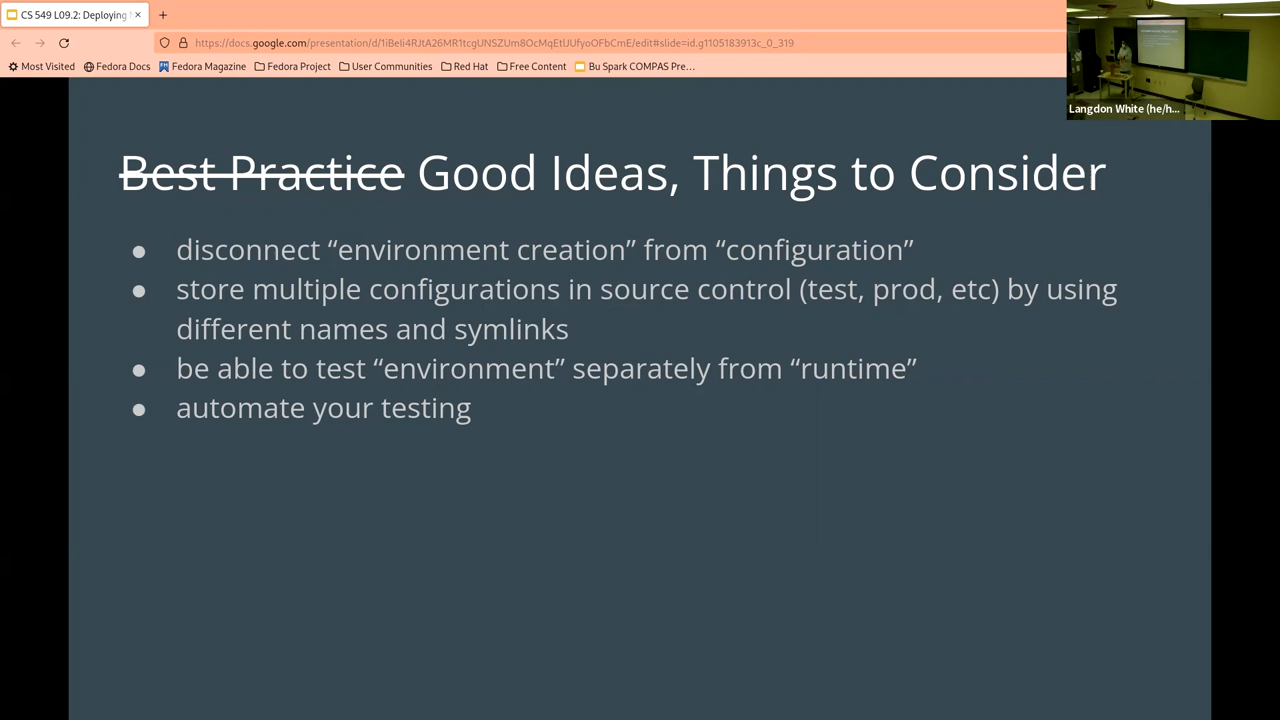 CS 549 L09.2: Deploying
https://docs.google.com/presentation/d/1iBeIi4RJtA26MR1tcgUNSZUm8OcMqEtlJUfyoOFbCmE/edit#slide=id.g1105183913c_0_319
Most Visited Fedora Docs Fedora Magazine Fedora Project User Communities Red Hat Free Content Bu Spark COMPAS Pre...
Langdon White (he/h...
Best Practice Good Ideas, Things to Consider
● disconnect “environment creation” from “configuration”
● store multiple configurations in source control (test, prod, etc) by using
different names and symlinks
● be able to test “environment” separately from “runtime”
● automate your testing